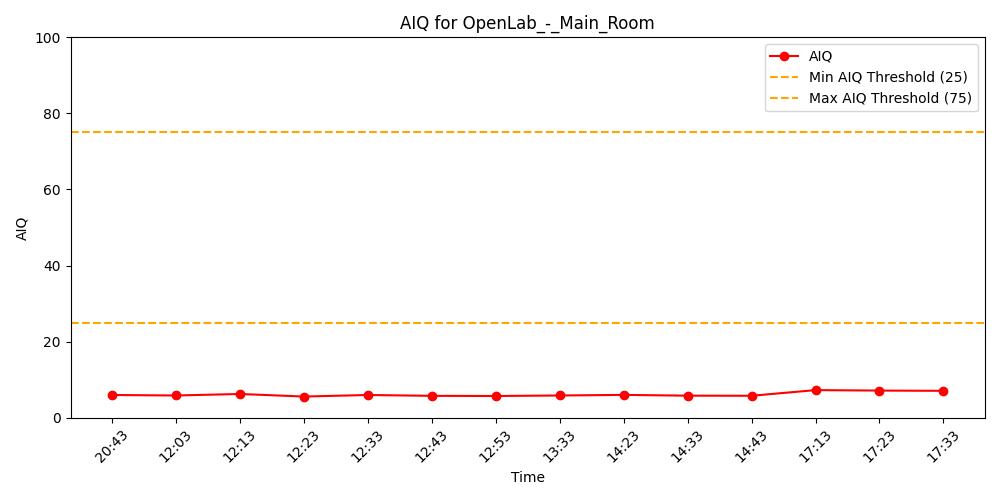 AIQ for OpenLab_-_Main_Room
AIQ
Min AIQ Threshold (25)
Max AIQ Threshold (75)
100
80
60
40
20
0
AIQ
20:43 12:03 12:13 12:23 12:33 12:43 12:53 13:33 14:23 14:33 14:43 17:13 17:23 17:33
Time